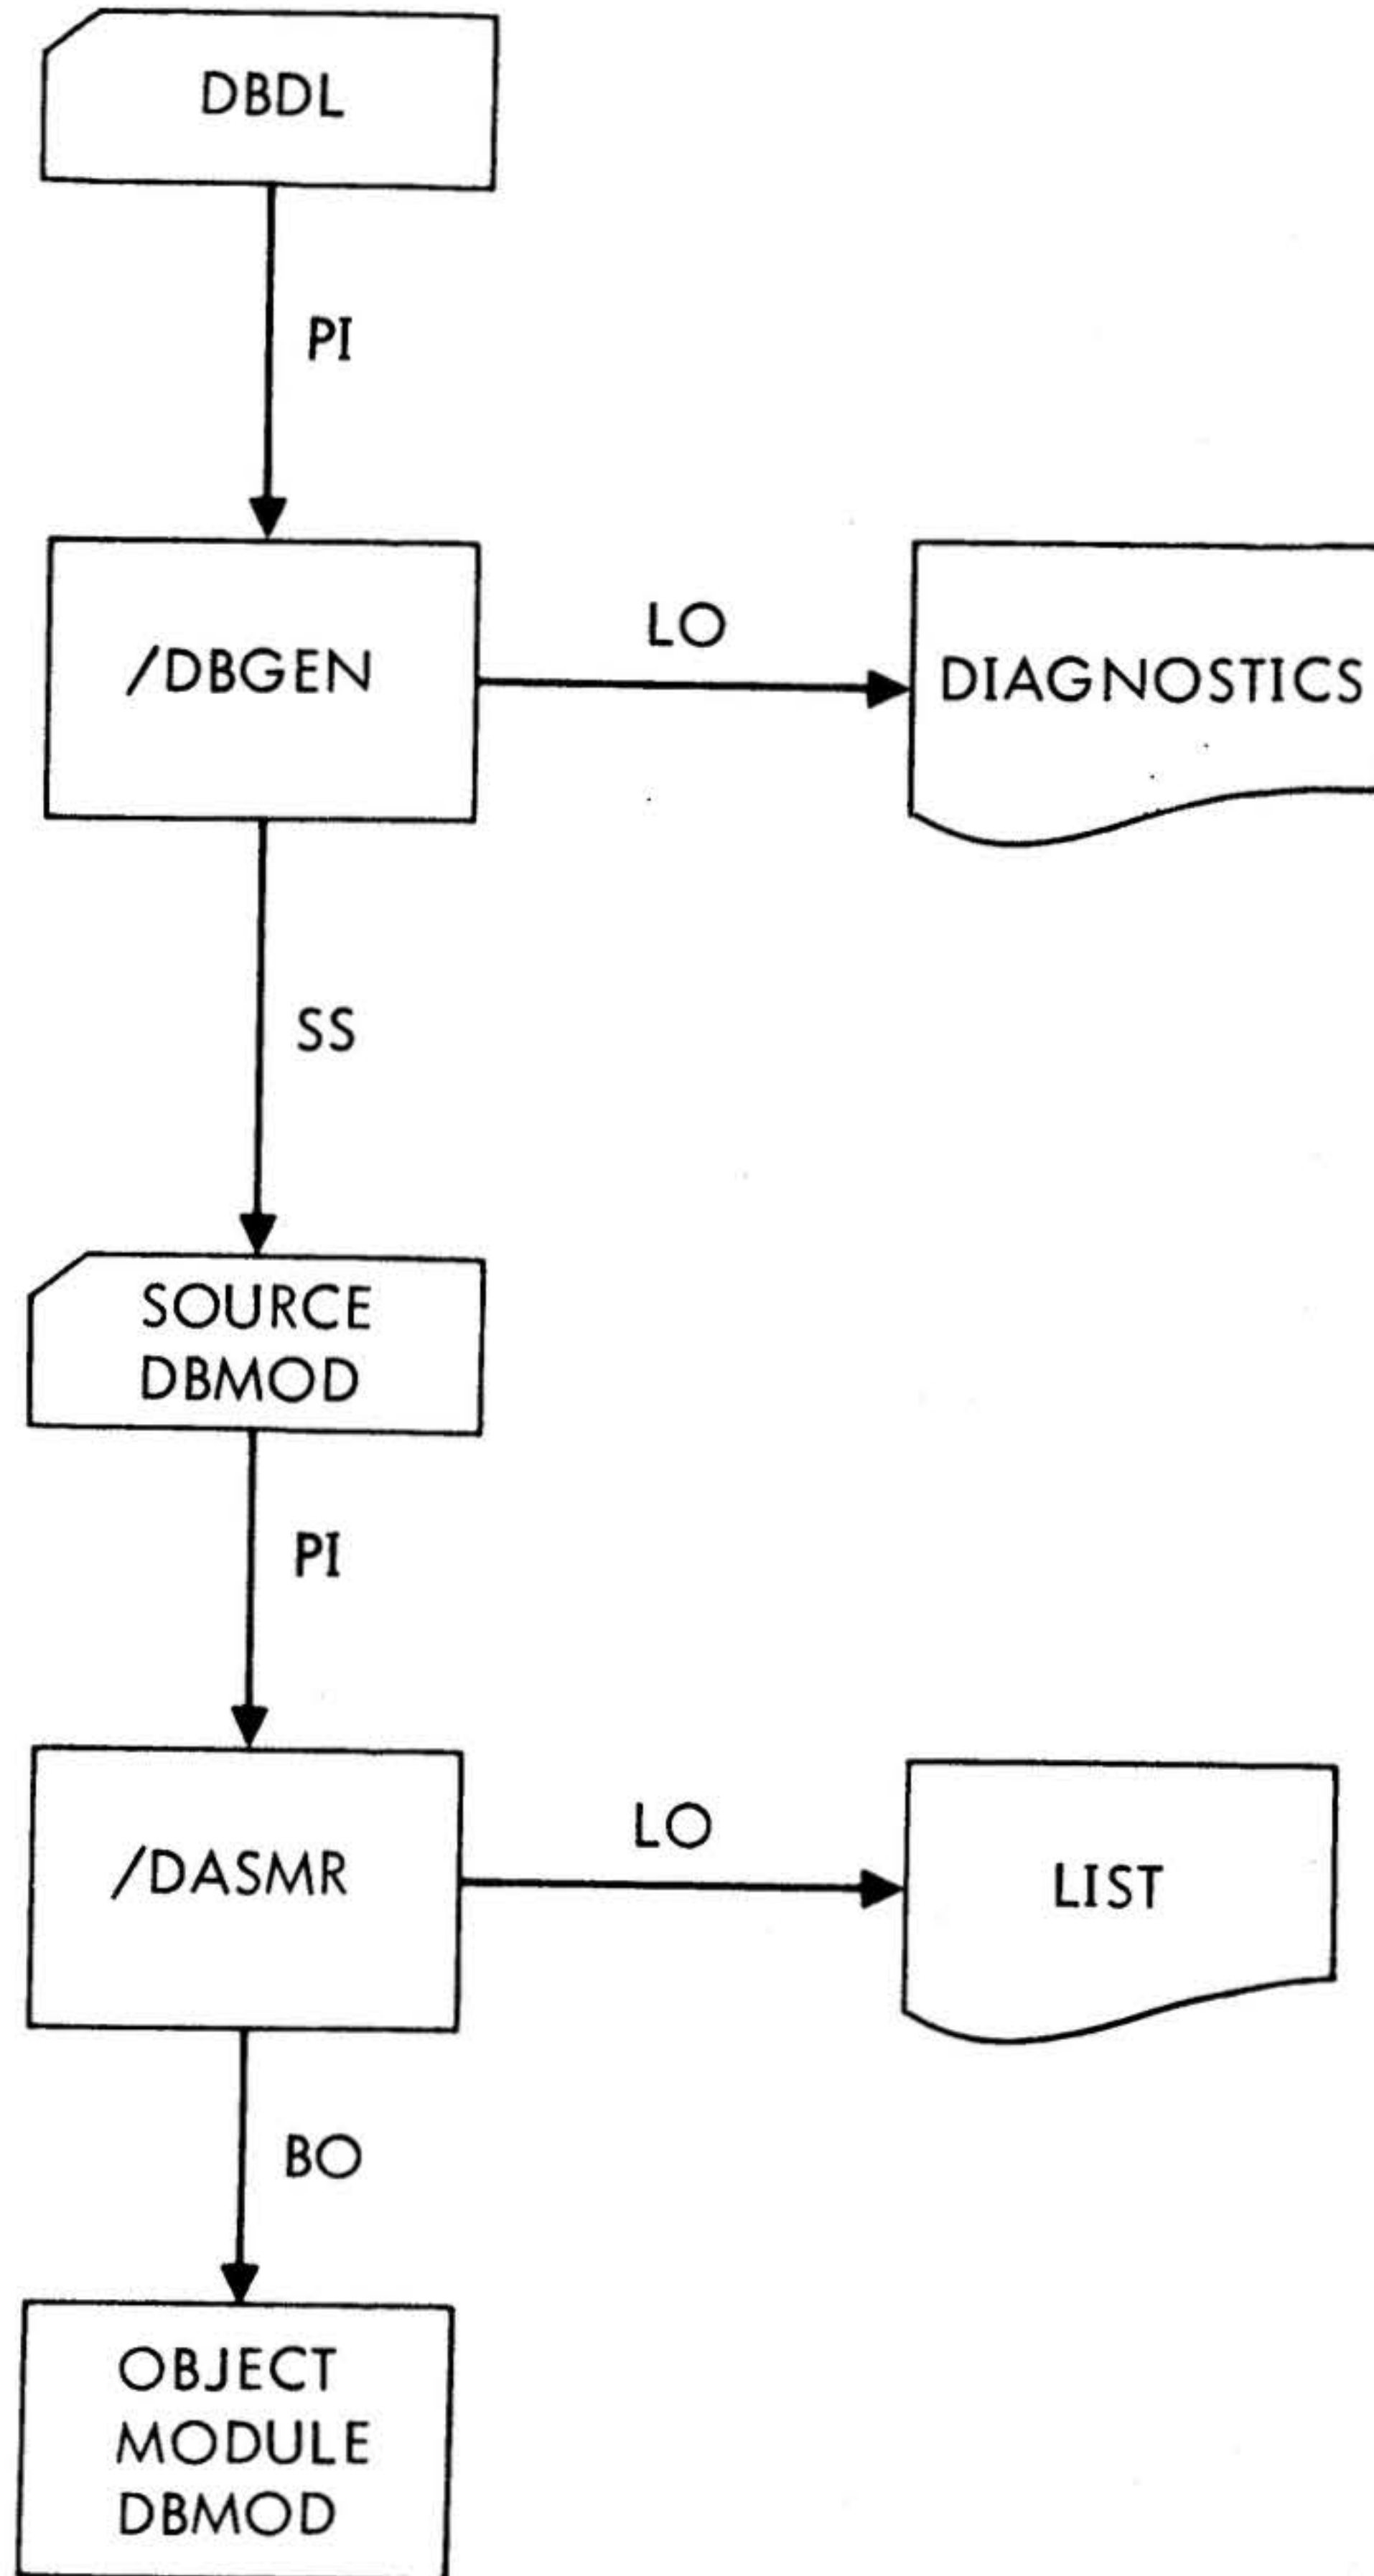 DBDL
PI
/DBGEN
LO
DIAGNOSTICS
SS
SOURCE
DBMOD
PI
/DASMR
LO
LIST
BO
OBJECT
MODULE
DBMOD